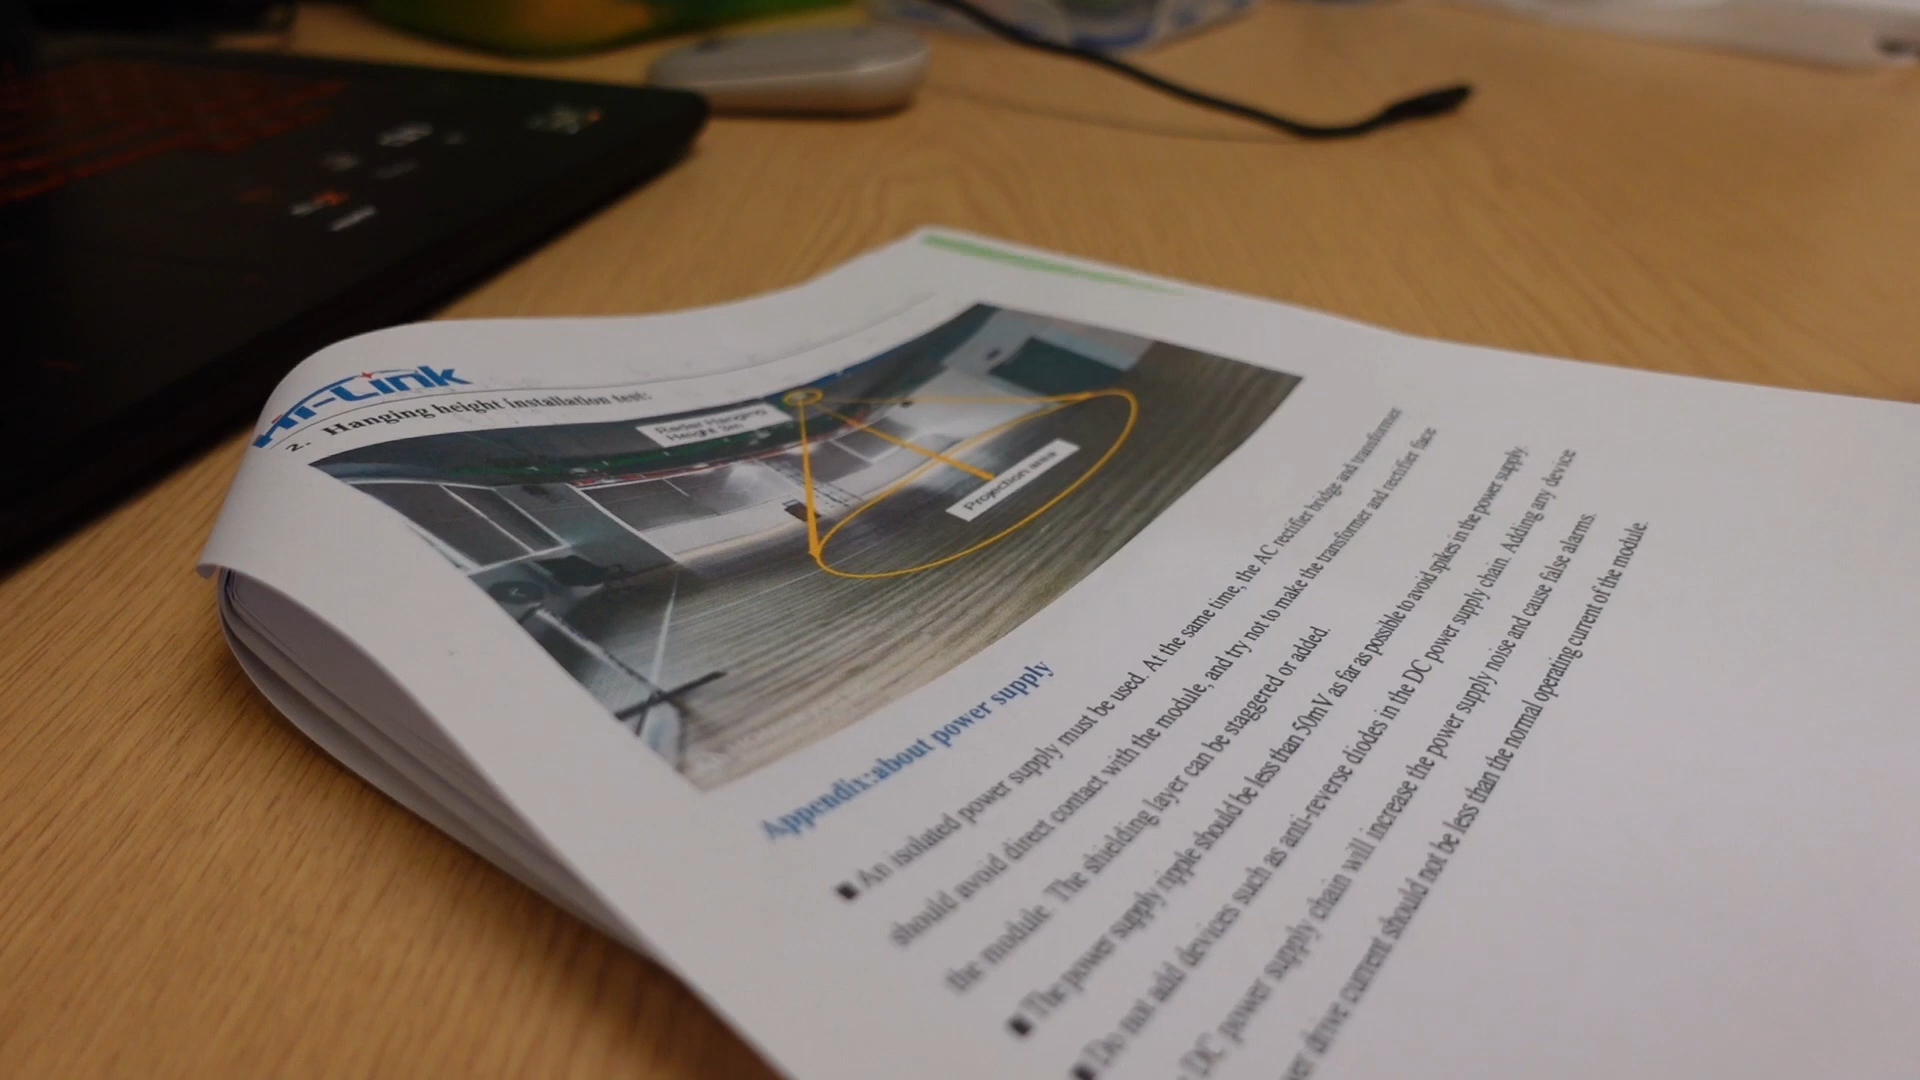 Hi-Link
2. Hanging height installation test:
Radar Hanging
Height 3m
Projection area
Appendix:about power supply
■ An isolated power supply must be used. At the same time, the AC rectifier bridge and transformer
should avoid direct contact with the module, and try not to make the transformer and rectifier face
the module. The shielding layer can be staggered or added.
■ The power supply ripple should be less than 50mV as far as possible to avoid spikes in the power supply.
■ Do not add devices such as anti-reverse diodes in the DC power supply chain. Adding any device
DC power supply chain will increase the power supply noise and cause false alarms.
drive current should not be less than the normal operating current of the module.